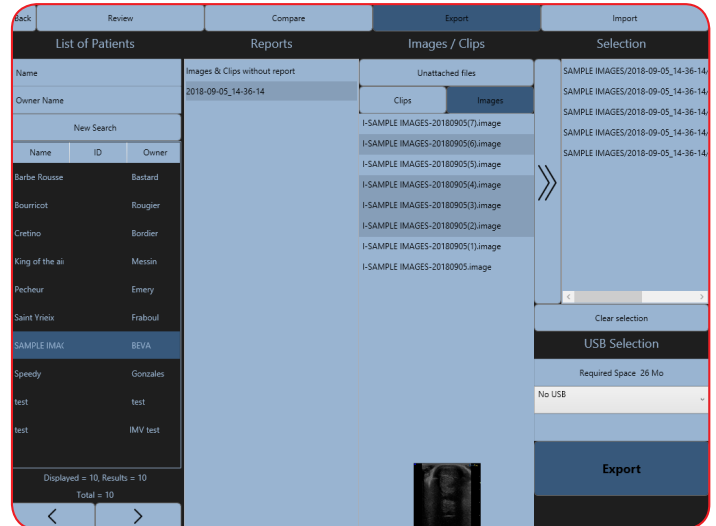 Back
Review
Compare
Export
Import
List of Patients
Reports
Images / Clips
Selection
Name
Owner Name
New Search
Name ID Owner
Barbe Rousse Bastard
Bourricot Rougier
Cretino Bordier
King of the ai Messin
Pecheur Emery
Saint Yrieix Fraboul
SAMPLE IMAG BEVA
Speedy Gonzales
test test
test IMV test
Displayed = 10, Results = 10
Total = 10
Images & Clips without report
2018-09-05_14-36-14
Unattached files
Clips
Images
I-SAMPLE IMAGES-20180905(7).image
I-SAMPLE IMAGES-20180905(6).image
I-SAMPLE IMAGES-20180905(5).image
I-SAMPLE IMAGES-20180905(4).image
I-SAMPLE IMAGES-20180905(3).image
I-SAMPLE IMAGES-20180905(2).image
I-SAMPLE IMAGES-20180905(1).image
I-SAMPLE IMAGES-20180905.image
SAMPLE IMAGES/2018-09-05_14-36-14/
SAMPLE IMAGES/2018-09-05_14-36-14/
SAMPLE IMAGES/2018-09-05_14-36-14/
SAMPLE IMAGES/2018-09-05_14-36-14/
SAMPLE IMAGES/2018-09-05_14-36-14/
Clear selection
USB Selection
Required Space 26 Mo
No USB
Export